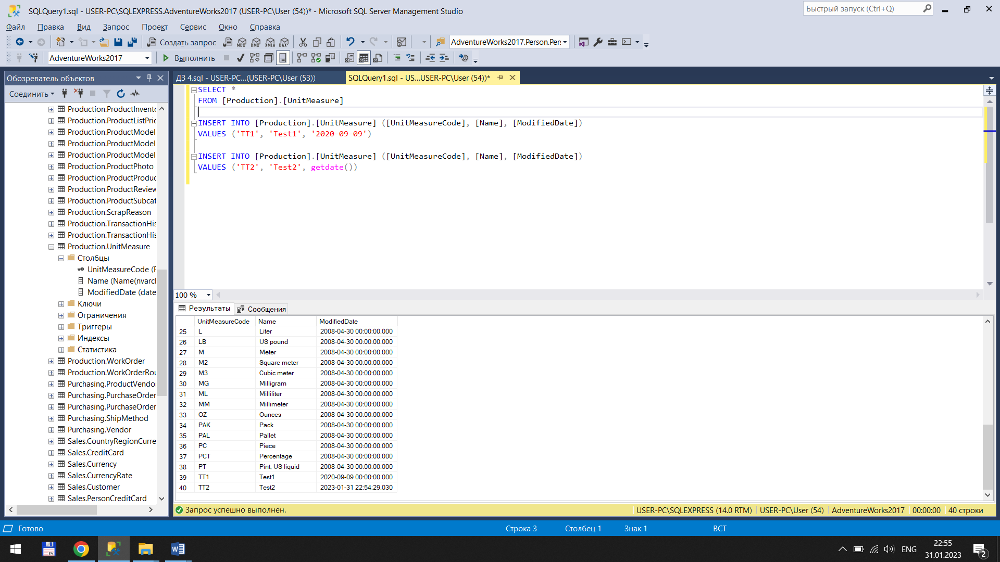 SQLQuery1.sql - USER-PC\SQLEXPRESS.AdventureWorks2017 (USER-PC\User (54))* - Microsoft SQL Server Management Studio
Быстрый запуск (Ctrl+Q)
Файл Правка Вид Запрос Проект Сервис Окно Справка
Создать запрос MDX DMX XMLA DAX AdventureWorks2017.Person.Per
AdventureWorks2017 Выполнить
Обозреватель объектов
Соединить
Production.ProductInvento
Production.ProductListPric
Production.ProductModel
Production.ProductModel
Production.ProductModel
Production.ProductPhoto
Production.ProductProduc
Production.ProductReview
Production.ProductSubcat
Production.ScrapReason
Production.TransactionHis
Production.TransactionHis
Production.UnitMeasure
Столбцы
UnitMeasureCode (P
Name (Name(nvarch
ModifiedDate (date
Ключи
Ограничения
Триггеры
Индексы
Статистика
Production.WorkOrder
Production.WorkOrderRou
Purchasing.ProductVendor
Purchasing.PurchaseOrder
Purchasing.PurchaseOrder
Purchasing.ShipMethod
Purchasing.Vendor
Sales.CountryRegionCurre
Sales.CreditCard
Sales.Currency
Sales.CurrencyRate
Sales.Customer
Sales.PersonCreditCard
ДЗ 4.sql - USER-PC...(USER-PC\User (53)) SQLQuery1.sql - US...USER-PC\User (54))*
SELECT *
FROM [Production].[UnitMeasure]
INSERT INTO [Production].[UnitMeasure] ([UnitMeasureCode], [Name], [ModifiedDate])
VALUES ('TT1', 'Test1', '2020-09-09')
INSERT INTO [Production].[UnitMeasure] ([UnitMeasureCode], [Name], [ModifiedDate])
VALUES ('TT2', 'Test2', getdate())
100 %
Результаты Сообщения
UnitMeasureCode Name ModifiedDate
25 L Liter 2008-04-30 00:00:00.000
26 LB US pound 2008-04-30 00:00:00.000
27 M Meter 2008-04-30 00:00:00.000
28 M2 Square meter 2008-04-30 00:00:00.000
29 M3 Cubic meter 2008-04-30 00:00:00.000
30 MG Milligram 2008-04-30 00:00:00.000
31 ML Milliliter 2008-04-30 00:00:00.000
32 MM Millimeter 2008-04-30 00:00:00.000
33 OZ Ounces 2008-04-30 00:00:00.000
34 PAK Pack 2008-04-30 00:00:00.000
35 PAL Pallet 2008-04-30 00:00:00.000
36 PC Piece 2008-04-30 00:00:00.000
37 PCT Percentage 2008-04-30 00:00:00.000
38 PT Pint, US liquid 2008-04-30 00:00:00.000
39 TT1 Test1 2020-09-09 00:00:00.000
40 TT2 Test2 2023-01-31 22:54:29.030
Запрос успешно выполнен. USER-PC\SQLEXPRESS (14.0 RTM) USER-PC\User (54) AdventureWorks2017 00:00:00 40 строки
Готово Строка 3 Столбец 1 Знак 1 ВСТ
64 ENG 22:55
31.01.2023 2